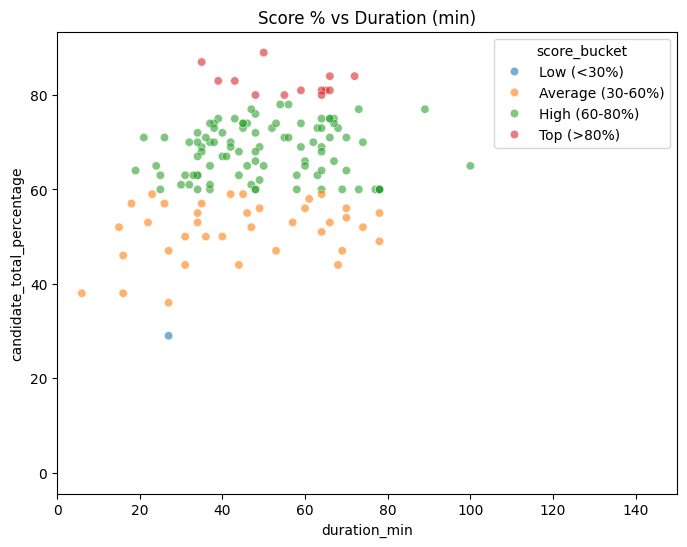 Score % vs Duration (min)
score_bucket
Low (<30%)
Average (30-60%)
High (60-80%)
Top (>80%)
candidate_total_percentage
80
60
40
20
0
0 20 40 60 80 100 120 140
duration_min